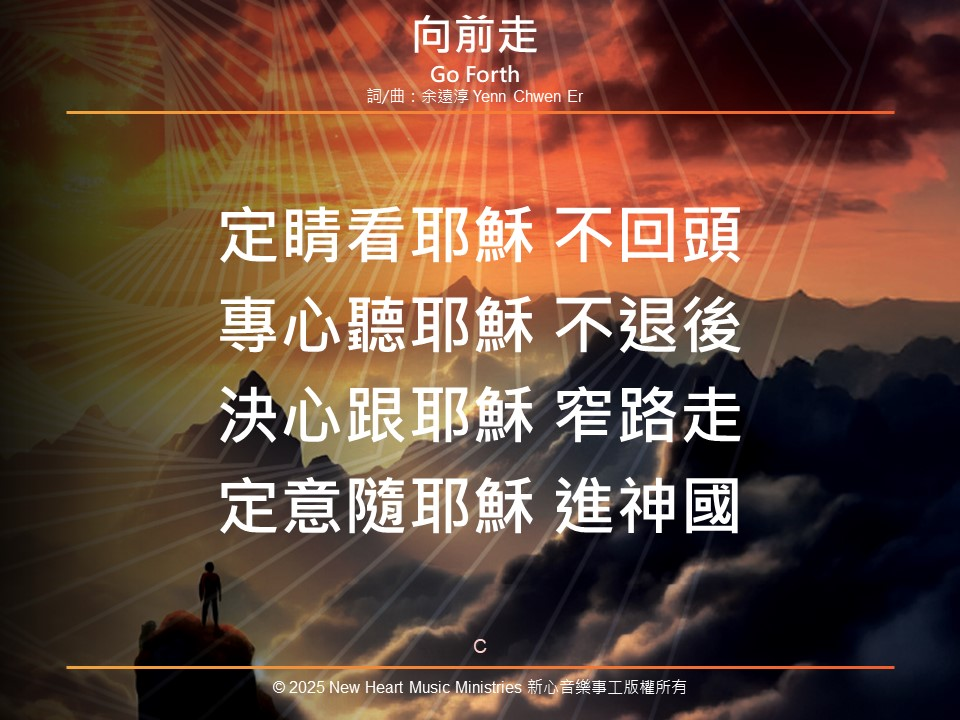 向前走
Go Forth
詞/曲：余遠淳 Yenn Chwen Er
定睛看耶穌 不回頭
專心聽耶穌 不退後
決心跟耶穌 窄路走
定意隨耶穌 進神國
C
© 2025 New Heart Music Ministries 新心音樂事工版權所有